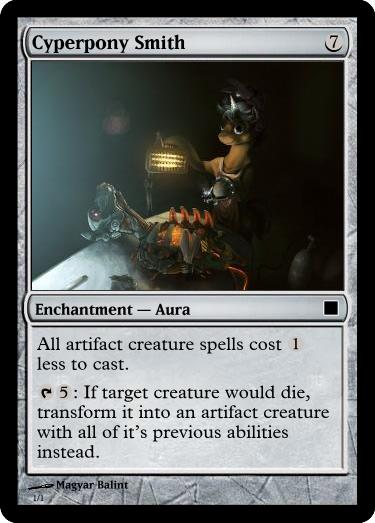 Cyperpony Smith 7
Enchantment — Aura
All artifact creature spells cost 1
less to cast.
5: If target creature would die,
transform it into an artifact creature
with all of it's previous abilities
instead.
Magyar Balint
1/1